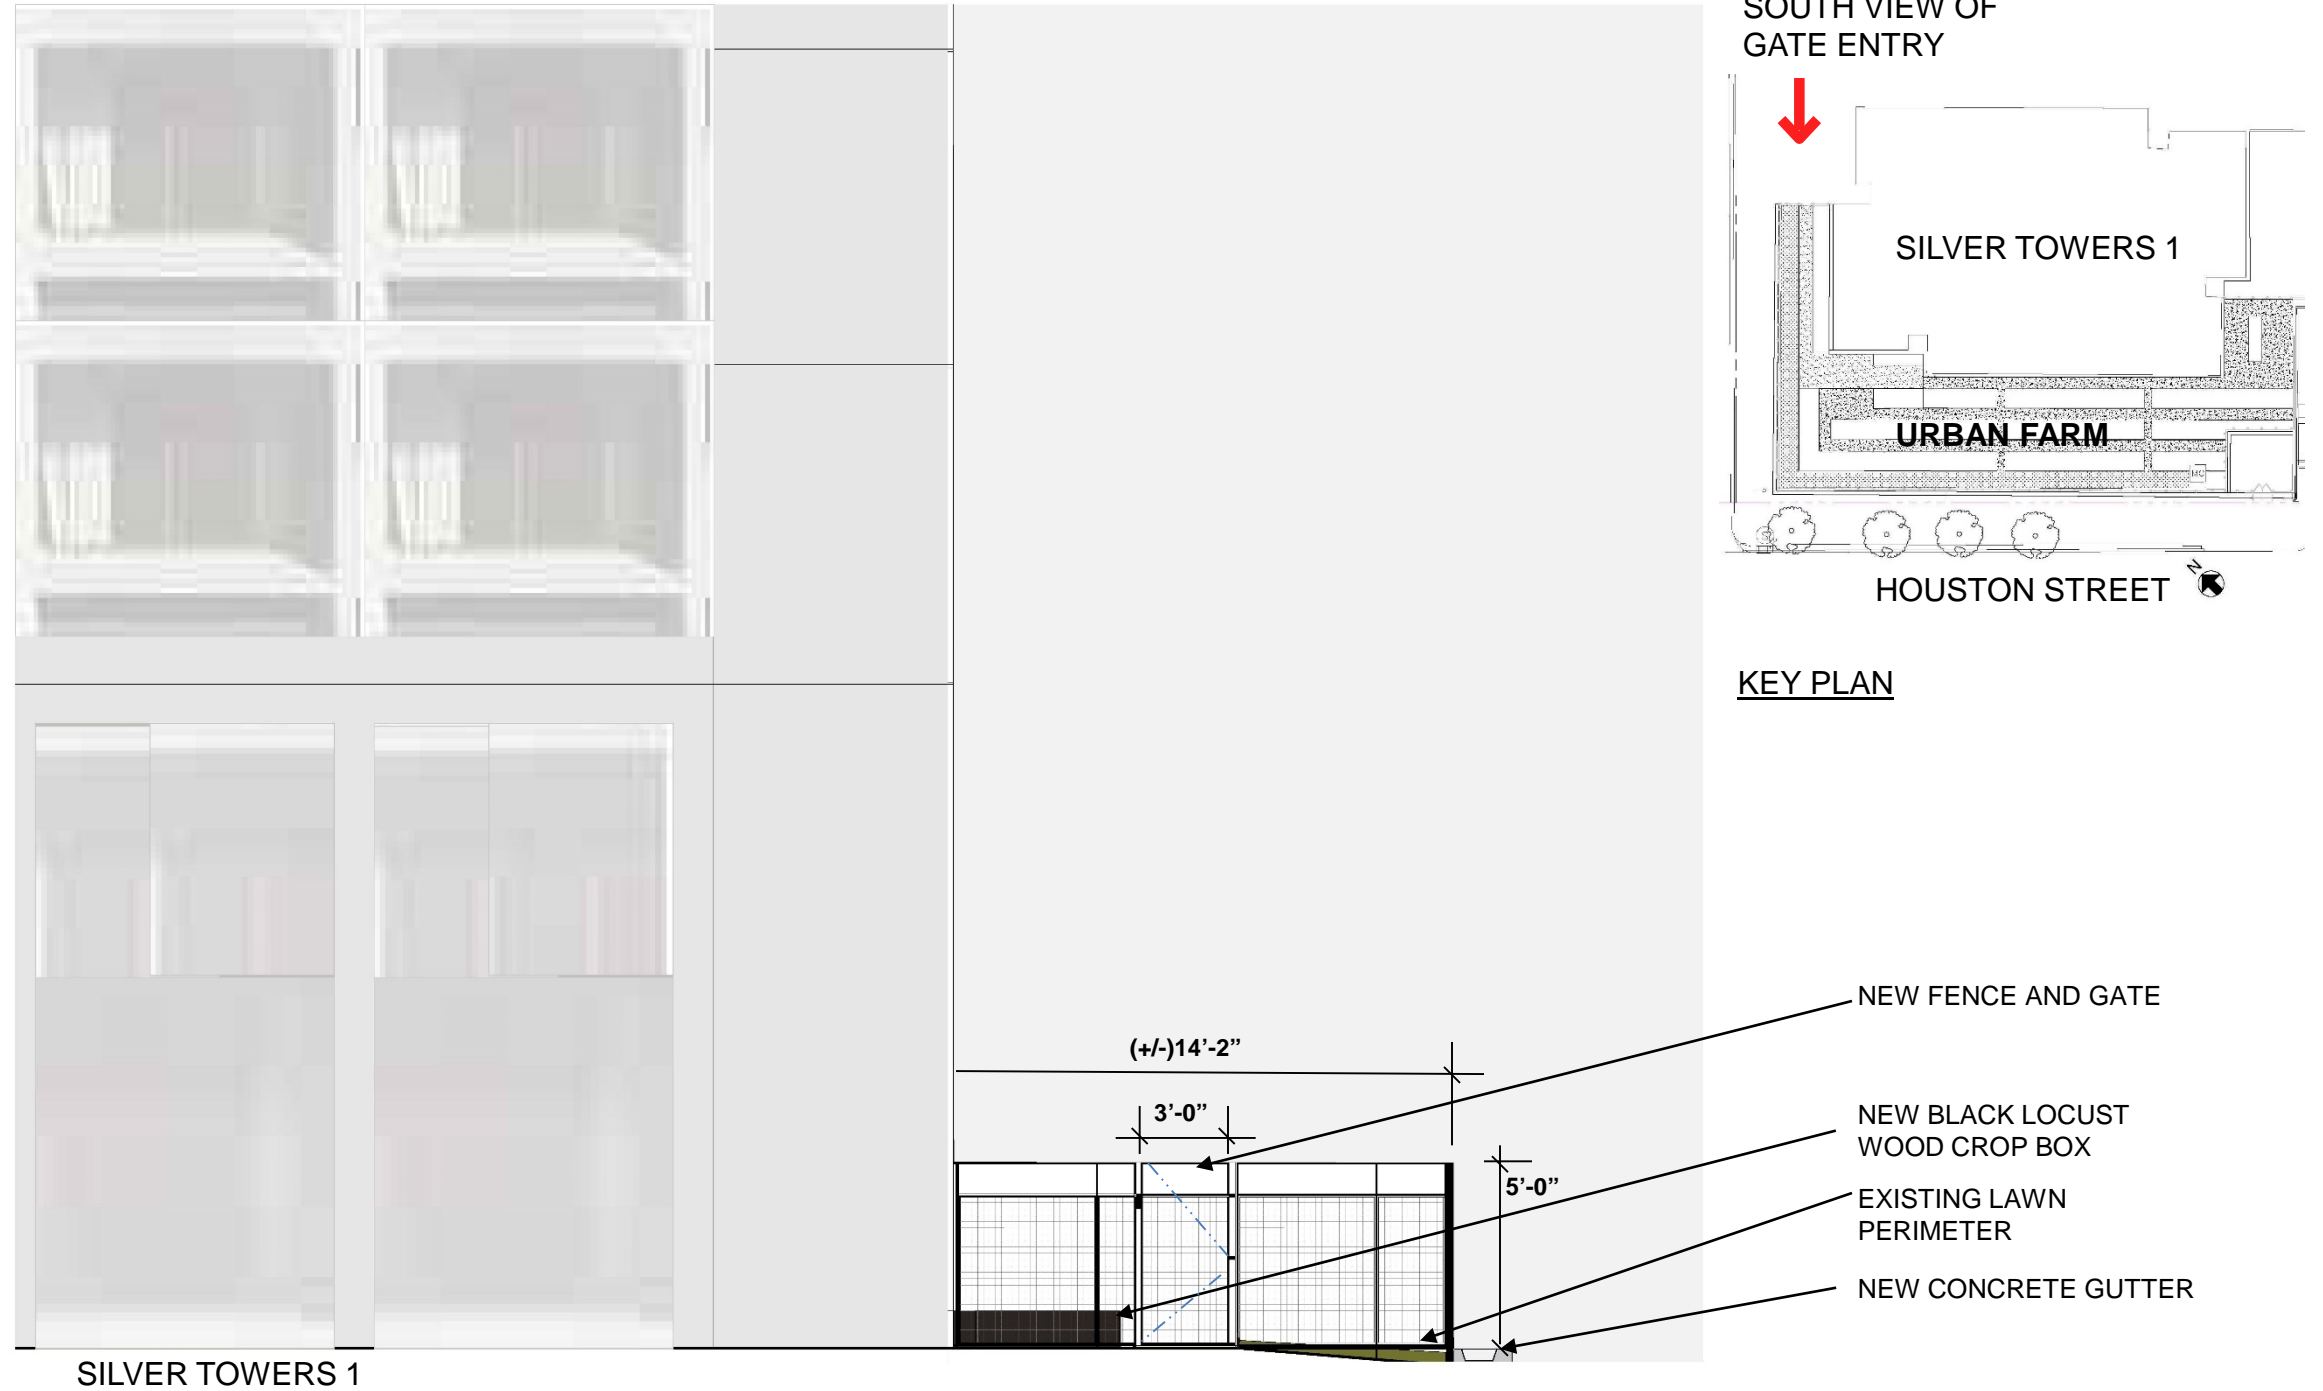 SOUTH VIEW OF
GATE ENTRY
SILVER TOWERS 1
URBAN FARM
HOUSTON STREET
N
KEY PLAN
NEW FENCE AND GATE
(+/-)14’-2”
3’-0”
NEW BLACK LOCUST
WOOD CROP BOX
5’-0”
EXISTING LAWN
PERIMETER
NEW CONCRETE GUTTER
SILVER TOWERS 1